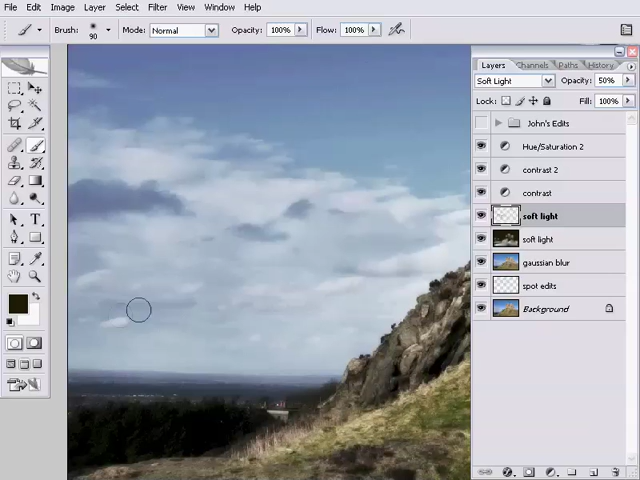 File Edit Image Layer Select Filter View Window Help
Brush: 90 Mode: Normal Opacity: 100% Flow: 100%
Layers Channels Paths History
Soft Light Opacity: 50%
Lock: Fill: 100%
John's Edits
Hue/Saturation 2
contrast 2
contrast
soft light
soft light
gaussian blur
spot edits
Background
T